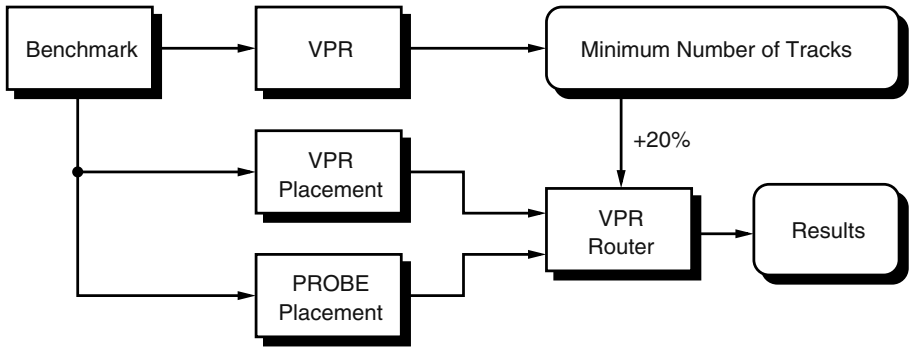 Benchmark
VPR
Minimum Number of Tracks
+20%
VPR
Placement
VPR
Router
Results
PROBE
Placement